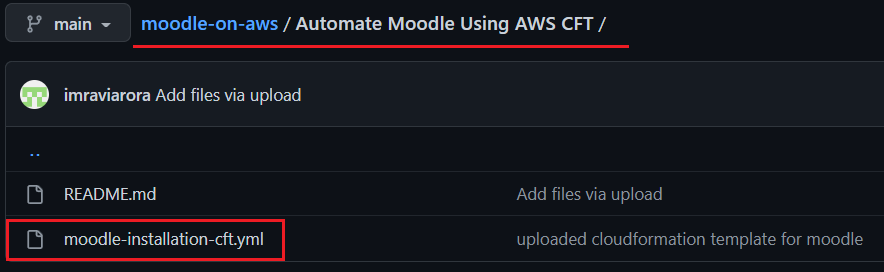 main moodle-on-aws / Automate Moodle Using AWS CFT /
imraviarora Add files via upload
..
README.md Add files via upload
moodle-installation-cft.yml uploaded cloudformation template for moodle